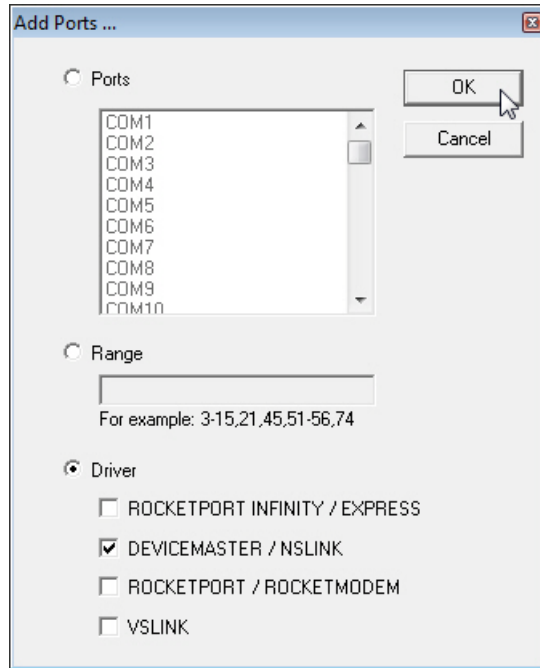 Add Ports ...
Ports
OK
COM1
COM2
COM3
COM4
COM5
COM6
COM7
COM8
COM9
COM10
Cancel
Range
For example: 3-15,21,45,51-56,74
Driver
ROCKETPORT INFINITY / EXPRESS
DEVICEMASTER / NSLINK
ROCKETPORT / ROCKETMODEM
VSLINK